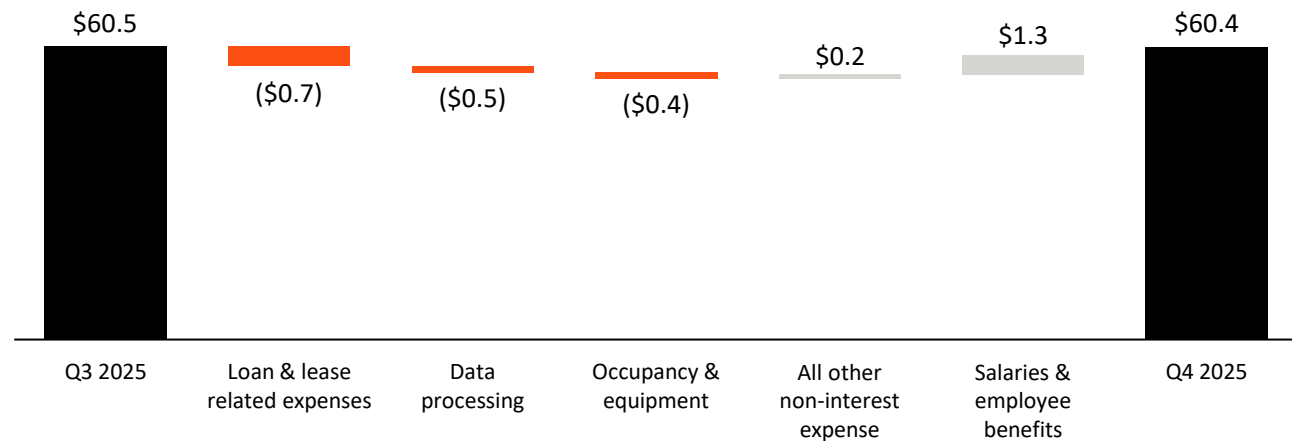 $60.5
($0.7)
($0.5)
($0.4)
$0.2
$1.3
$60.4
Q3 2025
Loan & lease
related expenses
Data
processing
Occupancy &
equipment
All other
non-interest
expense
Salaries &
employee
benefits
Q4 2025